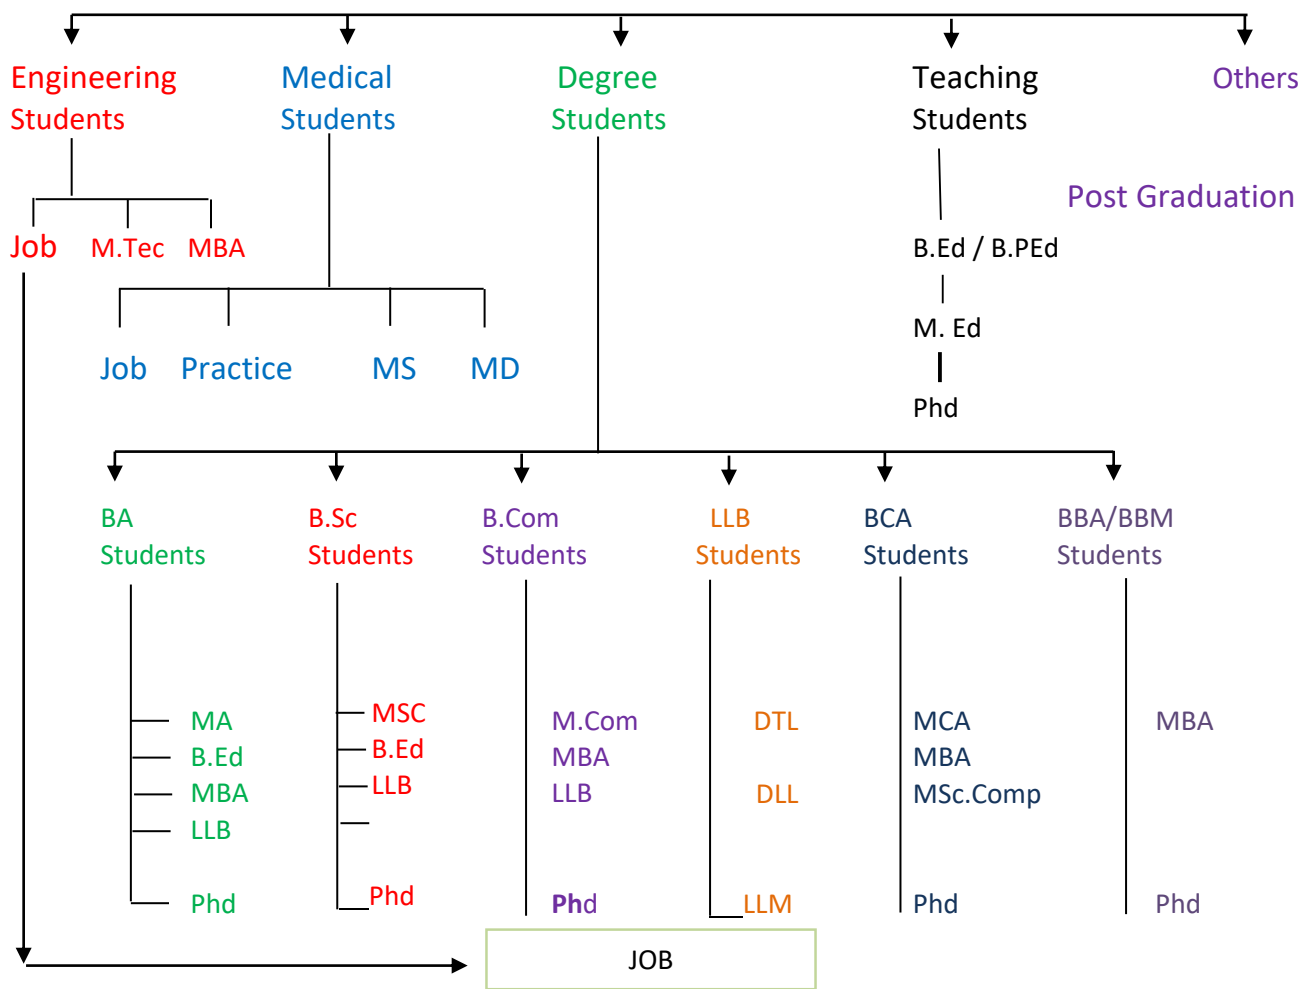 Engineering Medical Degree Teaching Others
Students Students Students Students
Post Graduation
Job M.Tec MBA B.Ed / B.PEd
M. Ed
Job Practice MS MD
Phd
BA B.Sc B.Com LLB BCA BBA/BBM
Students Students Students Students Students Students
MA MSC M.Com DTL MCA MBA
B.Ed B.Ed MBA MBA
MBA LLB LLB DLL MSc.Comp
LLB
Phd Phd Phd LLM Phd Phd
JOB